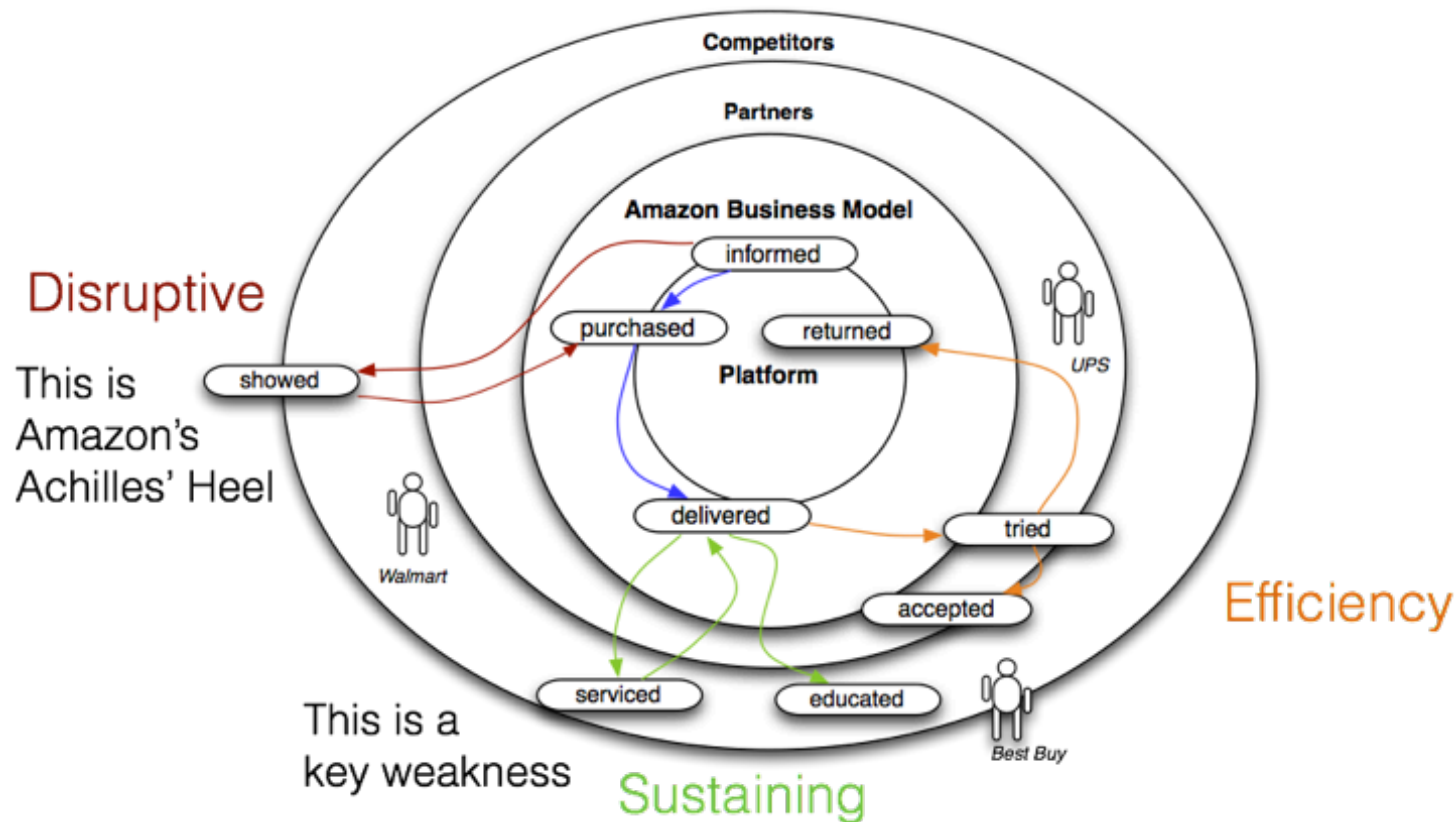 Competitors
Partners
Amazon Business Model
informed
Disruptive
purchased
returned
UPS
showed
Platform
This is
Amazon's
Achilles' Heel
delivered
tried
Walmart
accepted
Efficiency
serviced
educated
This is a
key weakness
Best Buy
Sustaining